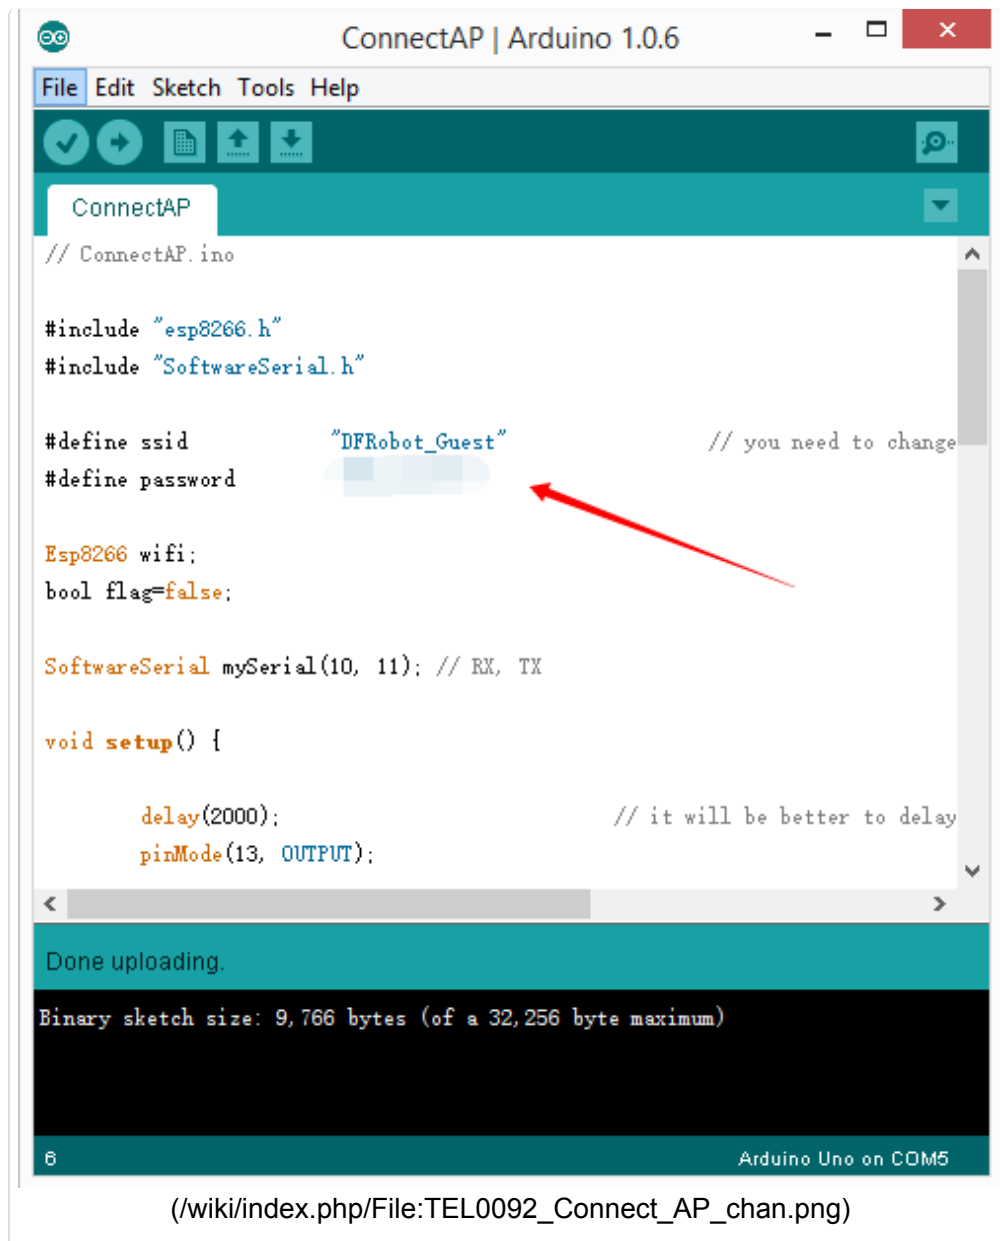 ConnectAP | Arduino 1.0.6
File Edit Sketch Tools Help
ConnectAP
// ConnectAP.ino
#include "esp8266.h"
#include "SoftwareSerial.h"
#define ssid "DFRobot_Guest" // you need to change
#define password
Esp8266 wifi;
bool flag=false;
SoftwareSerial mySerial(10, 11); // RX, TX
void setup() {
delay(2000); // it will be better to delay
pinMode(13, OUTPUT);
Done uploading.
Binary sketch size: 9,766 bytes (of a 32,256 byte maximum)
6 Arduino Uno on COM5
(/wiki/index.php/File:TEL0092_Connect_AP_chan.png)